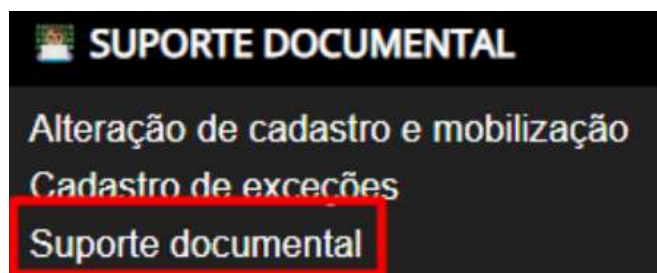 SUPORTE DOCUMENTAL
Alteração de cadastro e mobilização
Cadastro de exceções
Suporte documental